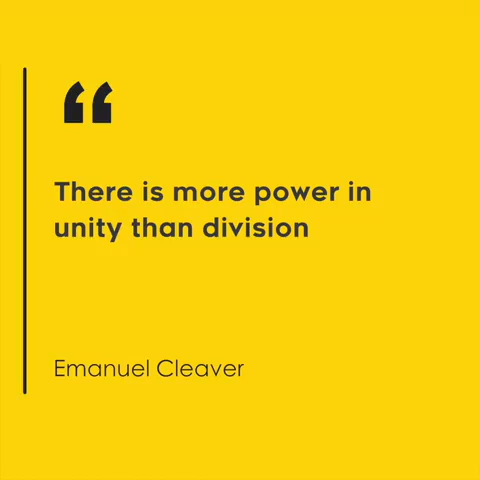 “
There is more power in
unity than division
Emanuel Cleaver